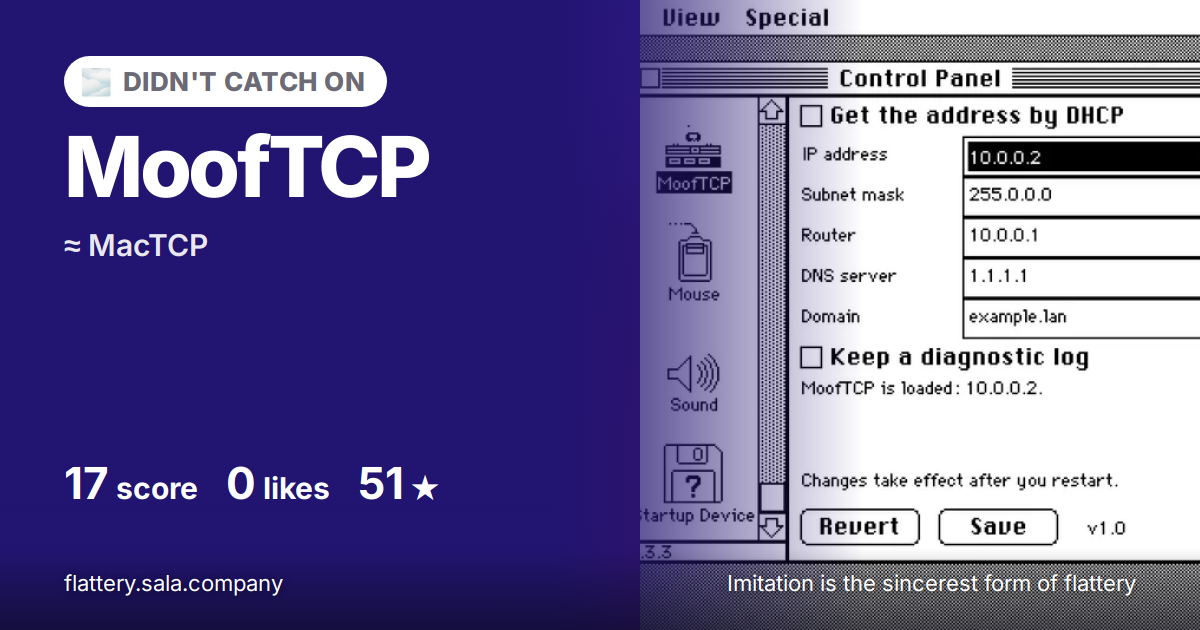 DIDN'T CATCH ON
MoofTCP
≈ MacTCP
17 score 0 likes 51 ★
flattery.sala.company
View Special
Control Panel
MoofTCP
Mouse
Sound
Startup Device
.3.3
Get the address by DHCP
IP address 10.0.0.2
Subnet mask 255.0.0.0
Router 10.0.0.1
DNS server 1.1.1.1
Domain example.lan
Keep a diagnostic log
MoofTCP is loaded: 10.0.0.2.
Changes take effect after you restart.
Revert Save v1.0
Imitation is the sincerest form of flattery